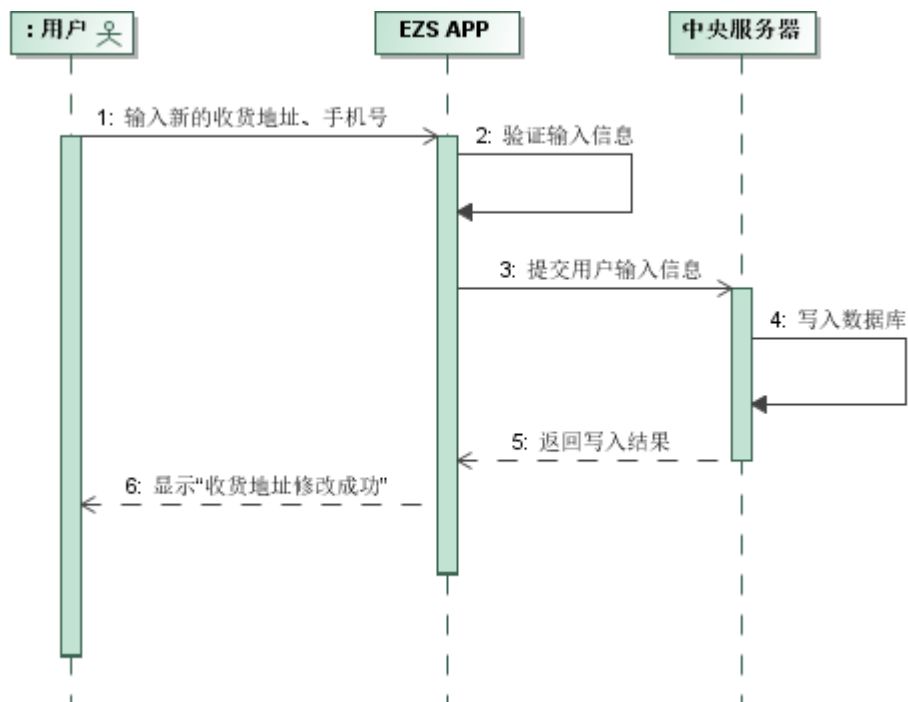 : 用户
EZS APP
中央服务器
1: 输入新的收货地址、手机号
2: 验证输入信息
3: 提交用户输入信息
4: 写入数据库
5: 返回写入结果
6: 显示“收货地址修改成功”